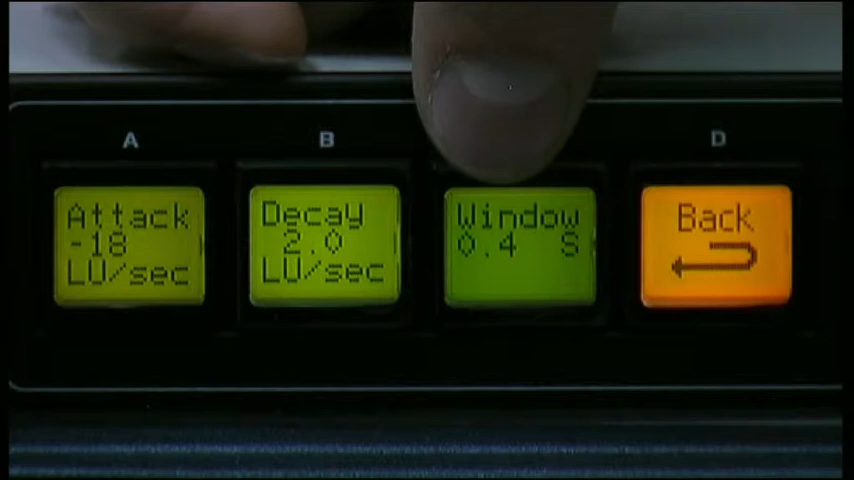 A
B
D
Attack
-18
LU/sec
Decay
2.0
LU/sec
Window
0.4 S
Back